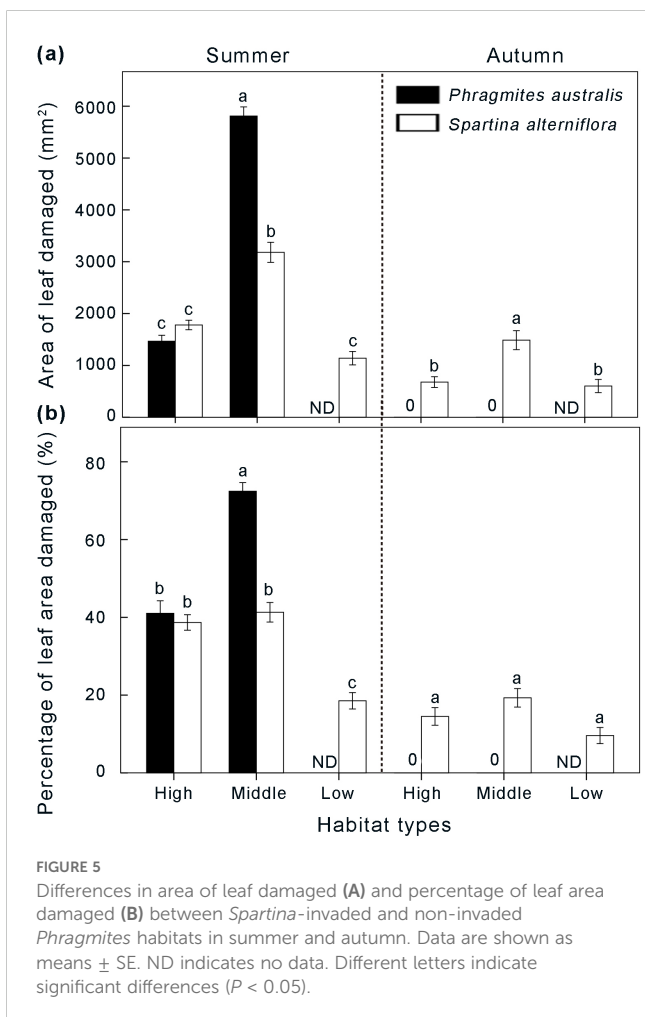 (a)
Summer
Autumn
Phragmites australis
Spartina alterniflora
Area of leaf damaged (mm²)
6000
5000
4000
3000
2000
1000
0
c
c
a
b
ND
c
0
b
0
a
ND
b
(b)
Percentage of leaf area damaged (%)
80
60
40
20
0
b
b
a
b
ND
c
0
a
0
a
ND
a
High Middle Low High Middle Low
Habitat types
FIGURE 5
Differences in area of leaf damaged (A) and percentage of leaf area
damaged (B) between Spartina-invaded and non-invaded
Phragmites habitats in summer and autumn. Data are shown as
means ± SE. ND indicates no data. Different letters indicate
significant differences (P < 0.05).